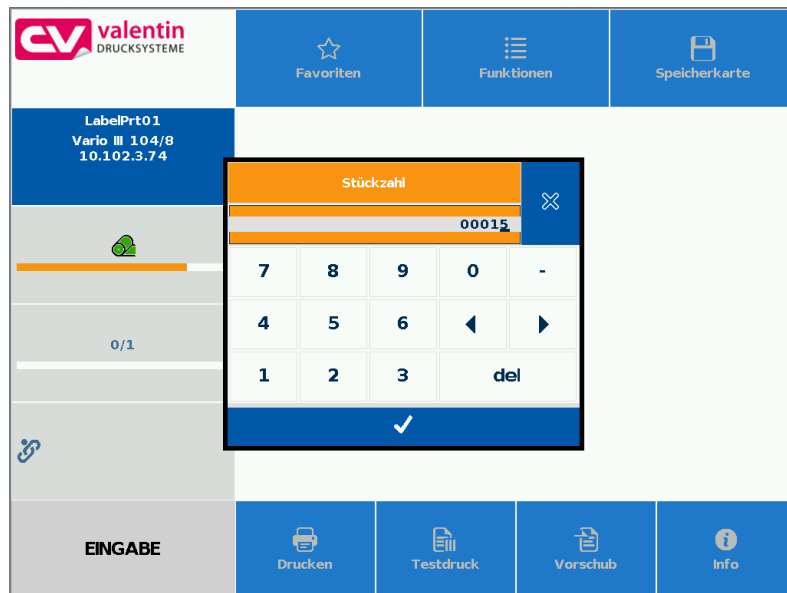 valentin
DRUCKSYSTEME
Favoriten
Funktionen
Speicherkarte
LabelPrt01
Vario III 104/8
10.102.3.74
Stückzahl
00015
7 8 9 0 -
4 5 6
1 2 3 del
0/1
EINGABE
Drucken
Testdruck
Vorschub
Info